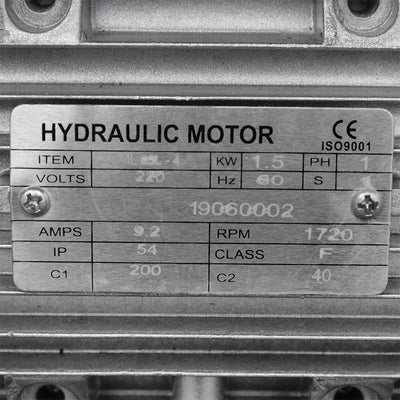 HYDRAULIC MOTOR CE
ISO9001
ITEM KW 1.5 PH 1
VOLTS 220 Hz 60 S
19060002
AMPS 9.2 RPM 1720
IP 54 CLASS F
C1 200 C2 40